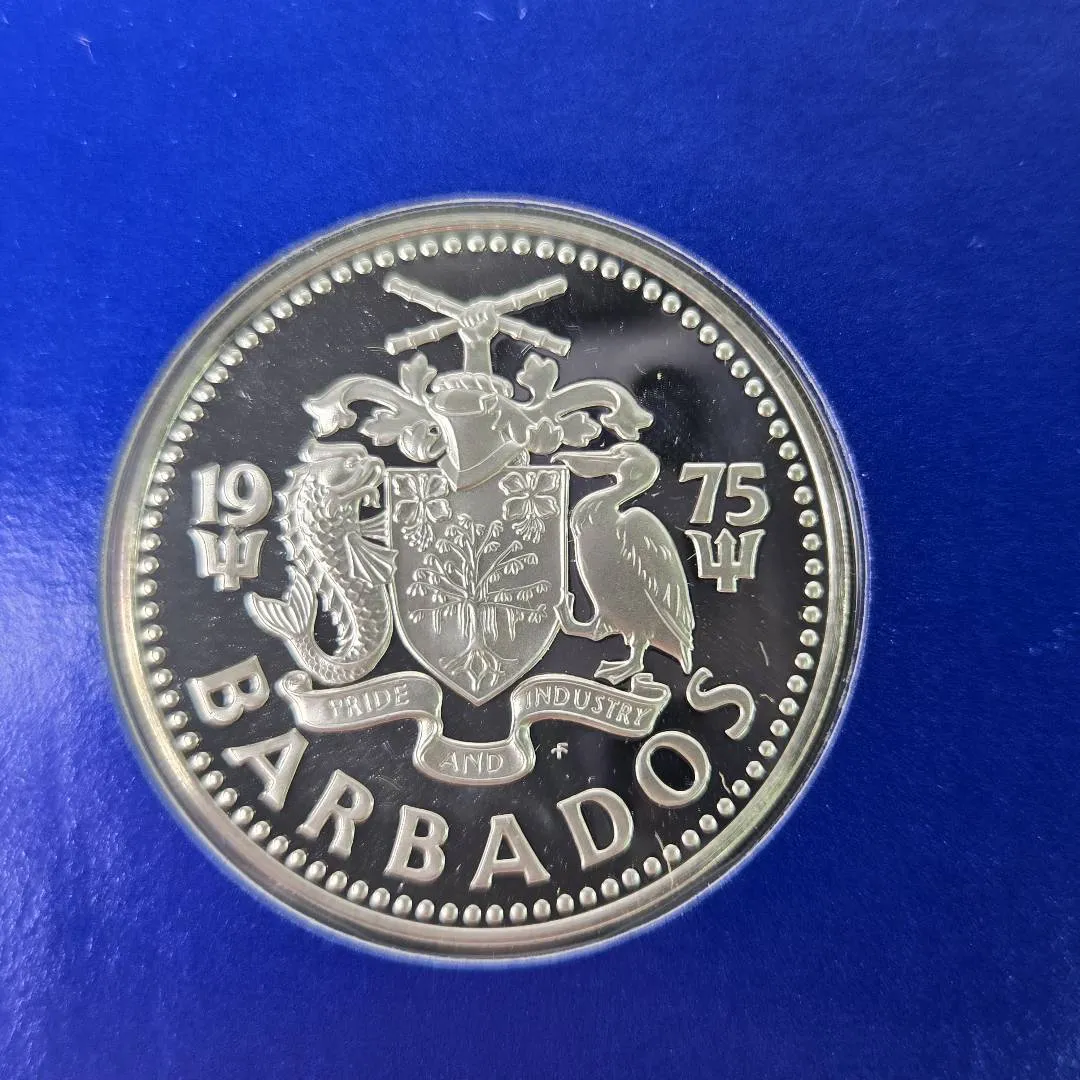 19 75
PRIDE AND INDUSTRY
BARBADOS